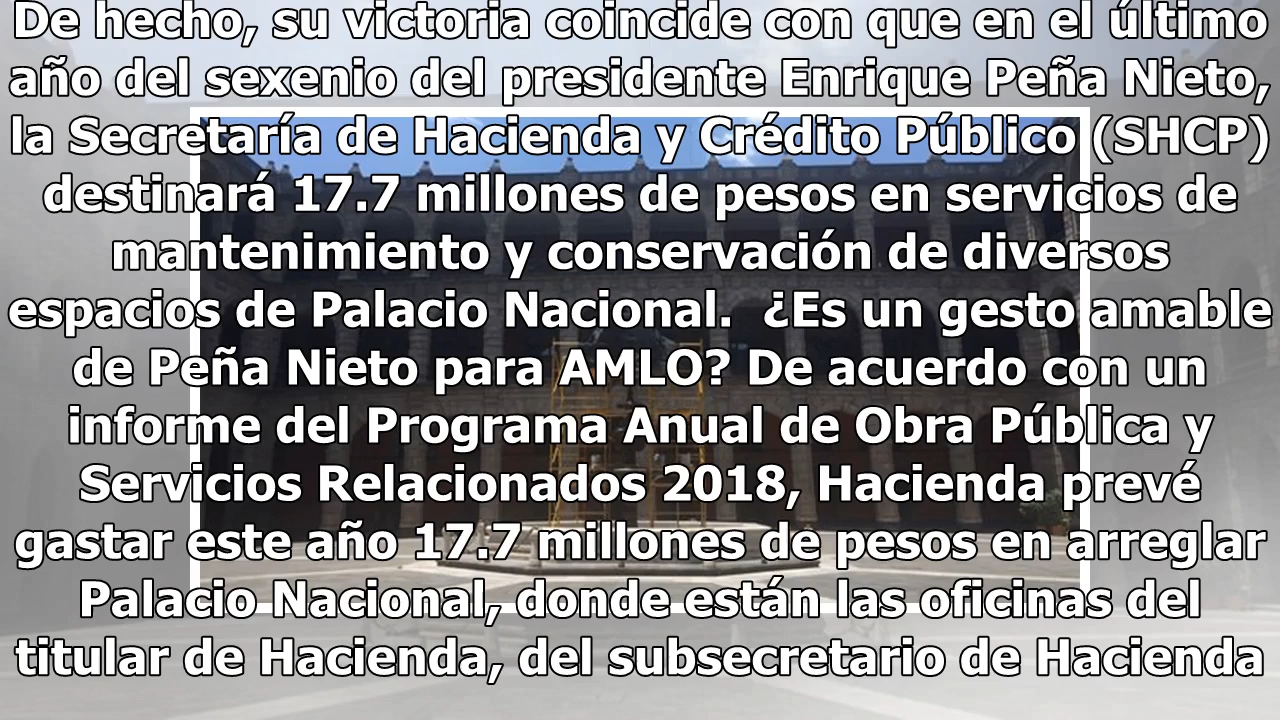 De hecho, su victoria coincide con que en el último
año del sexenio del presidente Enrique Peña Nieto,
la Secretaría de Hacienda y Crédito Público (SHCP)
destinará 17.7 millones de pesos en servicios de
mantenimiento y conservación de diversos
espacios de Palacio Nacional.  ¿Es un gesto amable
de Peña Nieto para AMLO? De acuerdo con un
informe del Programa Anual de Obra Pública y
Servicios Relacionados 2018, Hacienda prevé
gastar este año 17.7 millones de pesos en arreglar
Palacio Nacional, donde están las oficinas del
titular de Hacienda, del subsecretario de Hacienda